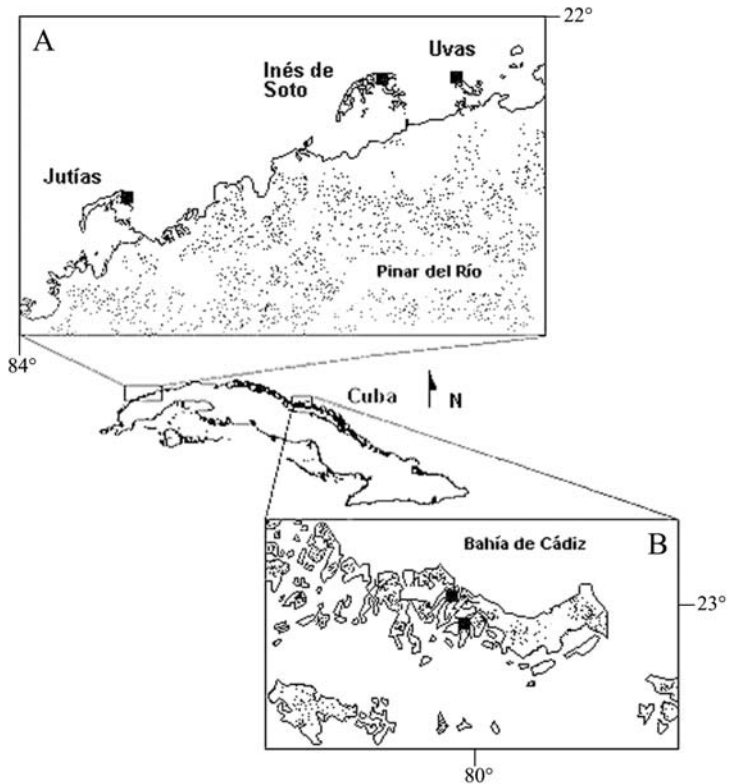 22°
A
Uvas
Inés de
Soto
Jutías
Pinar del Río
84°
Cuba
N
Bahía de Cádiz
B
23°
80°